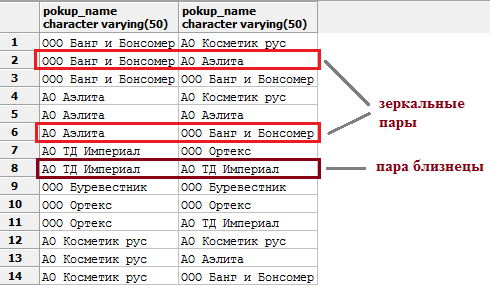 pokup_name pokup_name
character varying(50) character varying(50)
1 ООО Банг и Бонсомер АО Косметик рус
2 ООО Банг и Бонсомер АО Аэлита
3 ООО Банг и Бонсомер ООО Банг и Бонсомер
4 АО Аэлита АО Косметик рус
5 АО Аэлита АО Аэлита
6 АО Аэлита ООО Банг и Бонсомер
7 АО ТД Империал ООО Ортекс
8 АО ТД Империал АО ТД Империал
9 ООО Буревестник ООО Буревестник
10 ООО Ортекс ООО Ортекс
11 ООО Ортекс АО ТД Империал
12 АО Косметик рус АО Косметик рус
13 АО Косметик рус АО Аэлита
14 АО Косметик рус ООО Банг и Бонсомер
зеркальные
пары
пара близнецы